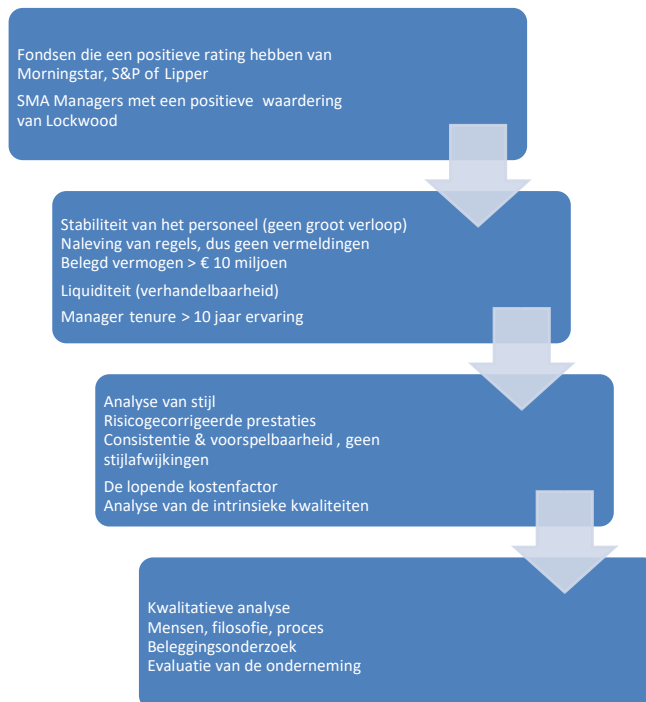 Fondsen die een positieve rating hebben van
Morningstar, S&P of Lipper
SMA Managers met een positieve waardering
van Lockwood
Stabiliteit van het personeel (geen groot verloop)
Naleving van regels, dus geen vermeldingen
Belegd vermogen > € 10 miljoen
Liquiditeit (verhandelbaarheid)
Manager tenure > 10 jaar ervaring
Analyse van stijl
Risicogecorrigeerde prestaties
Consistentie & voorspelbaarheid , geen
stijlafwijkingen
De lopende kostenfactor
Analyse van de intrinsieke kwaliteiten
Kwalitatieve analyse
Mensen, filosofie, proces
Beleggingsonderzoek
Evaluatie van de onderneming